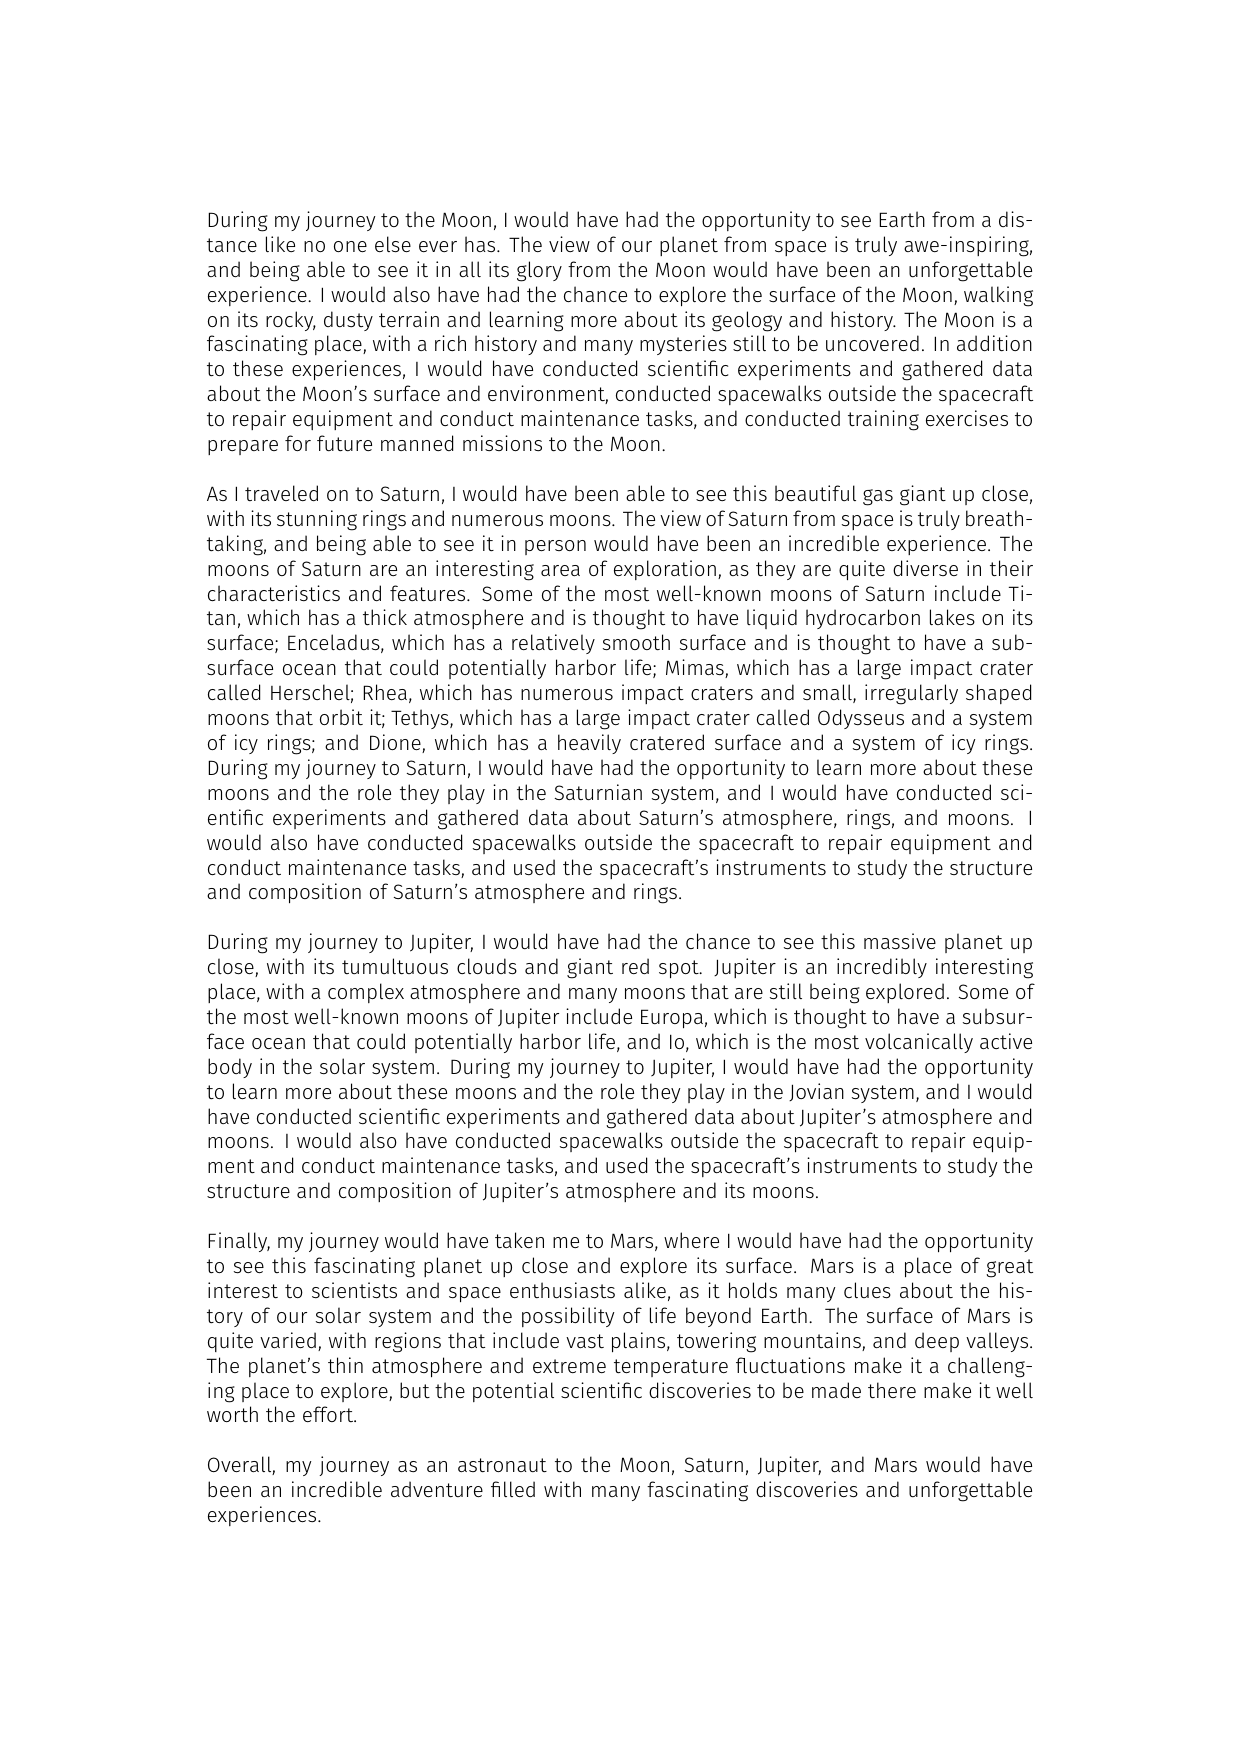 During my journey to the Moon, I would have had the opportunity to see Earth from a dis-
tance like no one else ever has. The view of our planet from space is truly awe-inspiring,
and being able to see it in all its glory from the Moon would have been an unforgettable
experience. I would also have had the chance to explore the surface of the Moon, walking
on its rocky, dusty terrain and learning more about its geology and history. The Moon is a
fascinating place, with a rich history and many mysteries still to be uncovered. In addition
to these experiences, I would have conducted scientific experiments and gathered data
about the Moon’s surface and environment, conducted spacewalks outside the spacecraft
to repair equipment and conduct maintenance tasks, and conducted training exercises to
prepare for future manned missions to the Moon.

As I traveled on to Saturn, I would have been able to see this beautiful gas giant up close,
with its stunning rings and numerous moons. The view of Saturn from space is truly breath-
taking, and being able to see it in person would have been an incredible experience. The
moons of Saturn are an interesting area of exploration, as they are quite diverse in their
characteristics and features. Some of the most well-known moons of Saturn include Ti-
tan, which has a thick atmosphere and is thought to have liquid hydrocarbon lakes on its
surface; Enceladus, which has a relatively smooth surface and is thought to have a sub-
surface ocean that could potentially harbor life; Mimas, which has a large impact crater
called Herschel; Rhea, which has numerous impact craters and small, irregularly shaped
moons that orbit it; Tethys, which has a large impact crater called Odysseus and a system
of icy rings; and Dione, which has a heavily cratered surface and a system of icy rings.
During my journey to Saturn, I would have had the opportunity to learn more about these
moons and the role they play in the Saturnian system, and I would have conducted sci-
entific experiments and gathered data about Saturn’s atmosphere, rings, and moons. I
would also have conducted spacewalks outside the spacecraft to repair equipment and
conduct maintenance tasks, and used the spacecraft’s instruments to study the structure
and composition of Saturn’s atmosphere and rings.

During my journey to Jupiter, I would have had the chance to see this massive planet up
close, with its tumultuous clouds and giant red spot. Jupiter is an incredibly interesting
place, with a complex atmosphere and many moons that are still being explored. Some of
the most well-known moons of Jupiter include Europa, which is thought to have a subsur-
face ocean that could potentially harbor life, and Io, which is the most volcanically active
body in the solar system. During my journey to Jupiter, I would have had the opportunity
to learn more about these moons and the role they play in the Jovian system, and I would
have conducted scientific experiments and gathered data about Jupiter’s atmosphere and
moons. I would also have conducted spacewalks outside the spacecraft to repair equip-
ment and conduct maintenance tasks, and used the spacecraft’s instruments to study the
structure and composition of Jupiter’s atmosphere and its moons.

Finally, my journey would have taken me to Mars, where I would have had the opportunity
to see this fascinating planet up close and explore its surface. Mars is a place of great
interest to scientists and space enthusiasts alike, as it holds many clues about the his-
tory of our solar system and the possibility of life beyond Earth. The surface of Mars is
quite varied, with regions that include vast plains, towering mountains, and deep valleys.
The planet’s thin atmosphere and extreme temperature fluctuations make it a challeng-
ing place to explore, but the potential scientific discoveries to be made there make it well
worth the effort.

Overall, my journey as an astronaut to the Moon, Saturn, Jupiter, and Mars would have
been an incredible adventure filled with many fascinating discoveries and unforgettable
experiences.